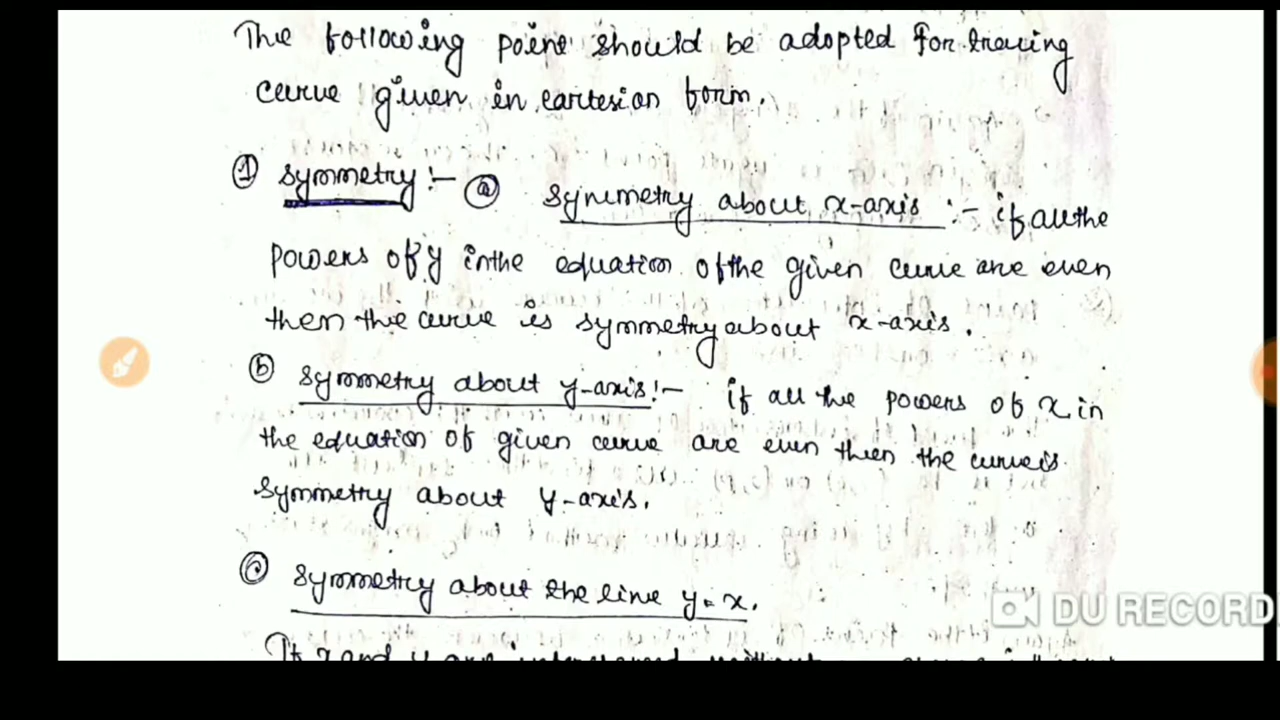 The following point should be adopted for tracing
curve given in cartesian form.
① Symmetry :- ⓐ Symmetry about x-axis :- if all the
powers of y in the equation of the given curve are even
then the curve is symmetry about x-axis.
ⓑ Symmetry about y-axis :- if all the powers of x in
the equation of given curve are even then the curve is
symmetry about y-axis.
ⓒ Symmetry about the line y=x.
If x and y are
DU RECORD